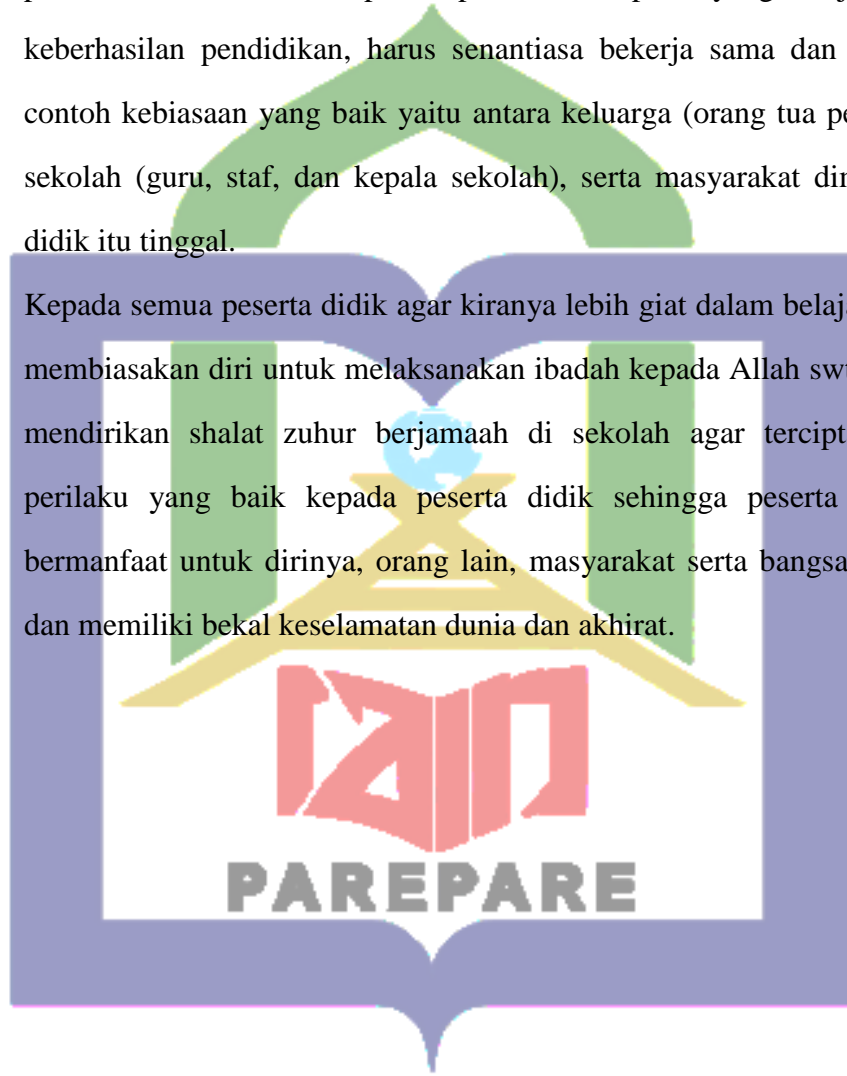 keberhasilan pendidikan, harus senantiasa bekerja sama dan
contoh kebiasaan yang baik yaitu antara keluarga (orang tua
sekolah (guru, staf, dan kepala sekolah), serta masyarakat
didik itu tinggal.
Kepada semua peserta didik agar kiranya lebih giat dalam
membiasakan diri untuk melaksanakan ibadah kepada Allah swt
mendirikan shalat zuhur berjamaah di sekolah agar
perilaku yang baik kepada peserta didik sehingga peserta
bermanfaat untuk dirinya, orang lain, masyarakat serta bangsa
dan memiliki bekal keselamatan dunia dan akhirat.
iain
PAREPARE